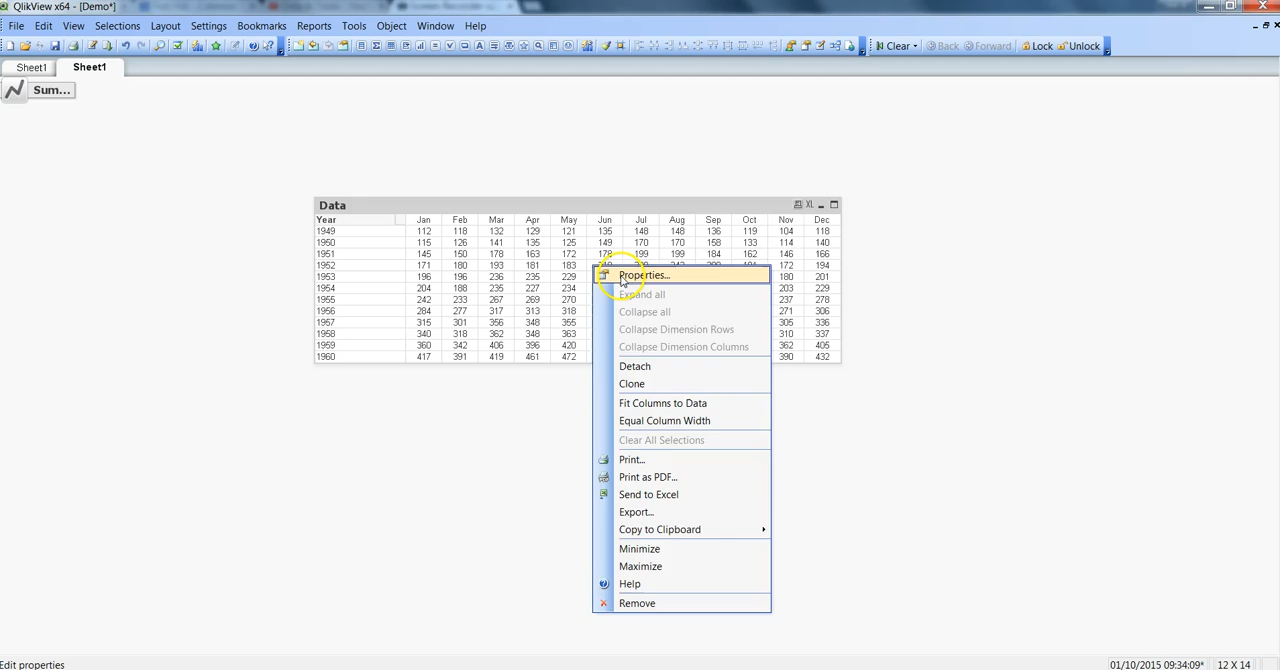 QlikView x64 - [Demo*]
File Edit View Selections Layout Settings Bookmarks Reports Tools Object Window Help
Clear Back Forward Lock Unlock
Sheet1 Sheet1
Sum...
Data XL
Year Jan Feb Mar Apr May Jun Jul Aug Sep Oct Nov Dec
1949 112 118 132 129 121 135 148 148 136 119 104 118
1950 115 126 141 135 125 149 170 170 158 133 114 140
1951 145 150 178 163 172 178 199 199 184 162 146 166
1952 171 180 193 181 183 172 194
1953 196 196 236 235 229 180 201
1954 204 188 235 227 234 203 229
1955 242 233 267 269 270 237 278
1956 284 277 317 313 318 271 306
1957 315 301 356 348 355 305 336
1958 340 318 362 348 363 310 337
1959 360 342 406 396 420 362 405
1960 417 391 419 461 472 390 432
Properties...
Expand all
Collapse all
Collapse Dimension Rows
Collapse Dimension Columns
Detach
Clone
Fit Columns to Data
Equal Column Width
Clear All Selections
Print...
Print as PDF...
Send to Excel
Export...
Copy to Clipboard
Minimize
Maximize
Help
Remove
Edit properties 01/10/2015 09:34:09* 12 X 14